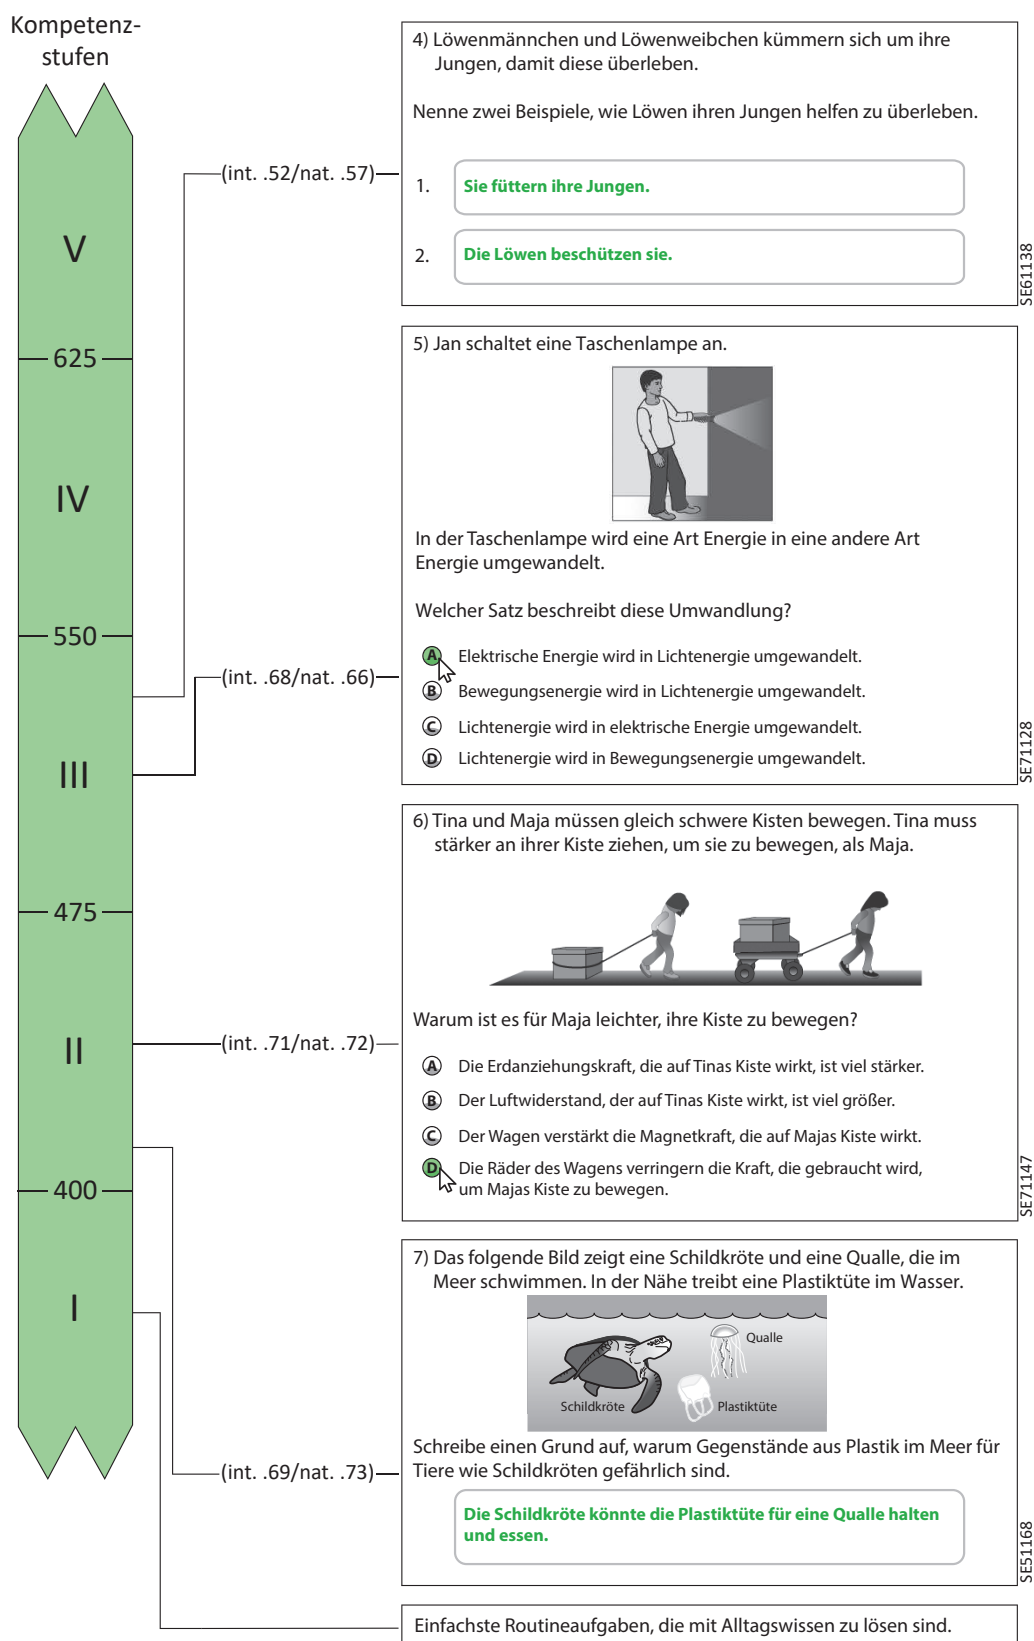 Kompetenz-
stufen
V
625
IV
550
III
475
II
400
I
(int. .52/nat. .57)
4) Löwenmännchen und Löwenweibchen kümmern sich um ihre
Jungen, damit diese überleben.
Nenne zwei Beispiele, wie Löwen ihren Jungen helfen zu überleben.
1. Sie füttern ihre Jungen.
2. Die Löwen beschützen sie.
SE61138
(int. .68/nat. .66)
5) Jan schaltet eine Taschenlampe an.
In der Taschenlampe wird eine Art Energie in eine andere Art
Energie umgewandelt.
Welcher Satz beschreibt diese Umwandlung?
A Elektrische Energie wird in Lichtenergie umgewandelt.
B Bewegungsenergie wird in Lichtenergie umgewandelt.
C Lichtenergie wird in elektrische Energie umgewandelt.
D Lichtenergie wird in Bewegungsenergie umgewandelt.
SE71128
(int. .71/nat. .72)
6) Tina und Maja müssen gleich schwere Kisten bewegen. Tina muss
stärker an ihrer Kiste ziehen, um sie zu bewegen, als Maja.
Warum ist es für Maja leichter, ihre Kiste zu bewegen?
A Die Erdanziehungskraft, die auf Tinas Kiste wirkt, ist viel stärker.
B Der Luftwiderstand, der auf Tinas Kiste wirkt, ist viel größer.
C Der Wagen verstärkt die Magnetkraft, die auf Majas Kiste wirkt.
D Die Räder des Wagens verringern die Kraft, die gebraucht wird,
um Majas Kiste zu bewegen.
SE71147
(int. .69/nat. .73)
7) Das folgende Bild zeigt eine Schildkröte und eine Qualle, die im
Meer schwimmen. In der Nähe treibt eine Plastiktüte im Wasser.
Qualle
Schildkröte
Plastiktüte
Schreibe einen Grund auf, warum Gegenstände aus Plastik im Meer für
Tiere wie Schildkröten gefährlich sind.
Die Schildkröte könnte die Plastiktüte für eine Qualle halten
und essen.
SE51168
Einfachste Routineaufgaben, die mit Alltagswissen zu lösen sind.